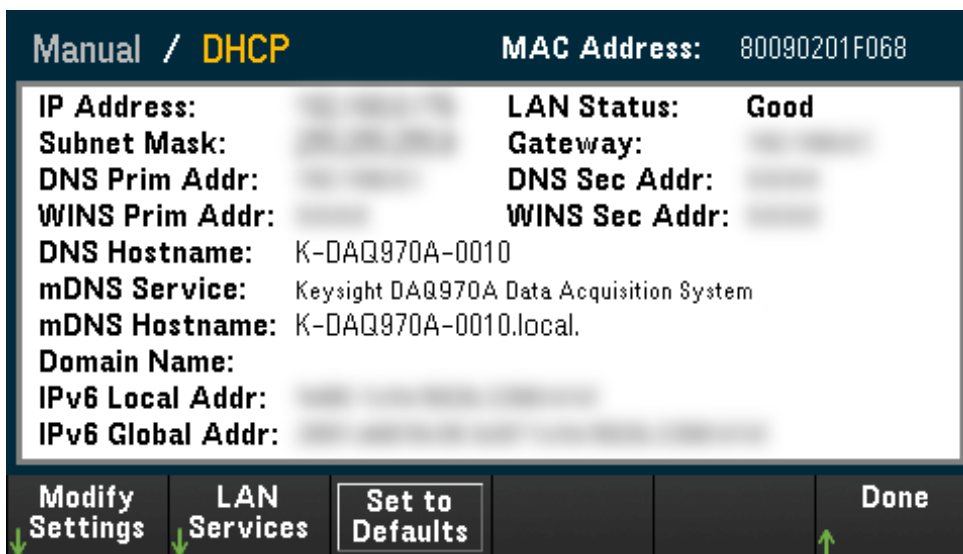 Manual / DHCP MAC Address: 80090201F068
IP Address: LAN Status: Good
Subnet Mask: Gateway:
DNS Prim Addr: DNS Sec Addr:
WINS Prim Addr: WINS Sec Addr:
DNS Hostname: K-DAQ970A-0010
mDNS Service: Keysight DAQ970A Data Acquisition System
mDNS Hostname: K-DAQ970A-0010.local.
Domain Name:
IPv6 Local Addr:
IPv6 Global Addr:
Modify Settings
LAN Services
Set to Defaults
Done